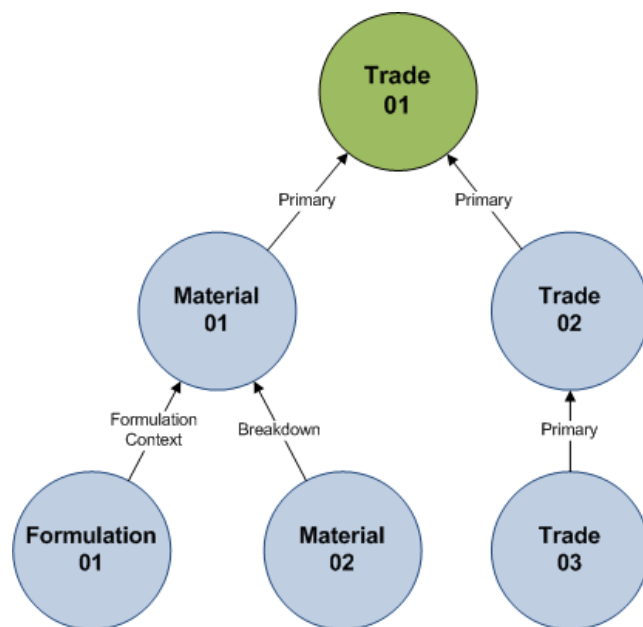 Trade
01
Primary
Primary
Material
01
Trade
02
Formulation
Context
Breakdown
Primary
Formulation
01
Material
02
Trade
03